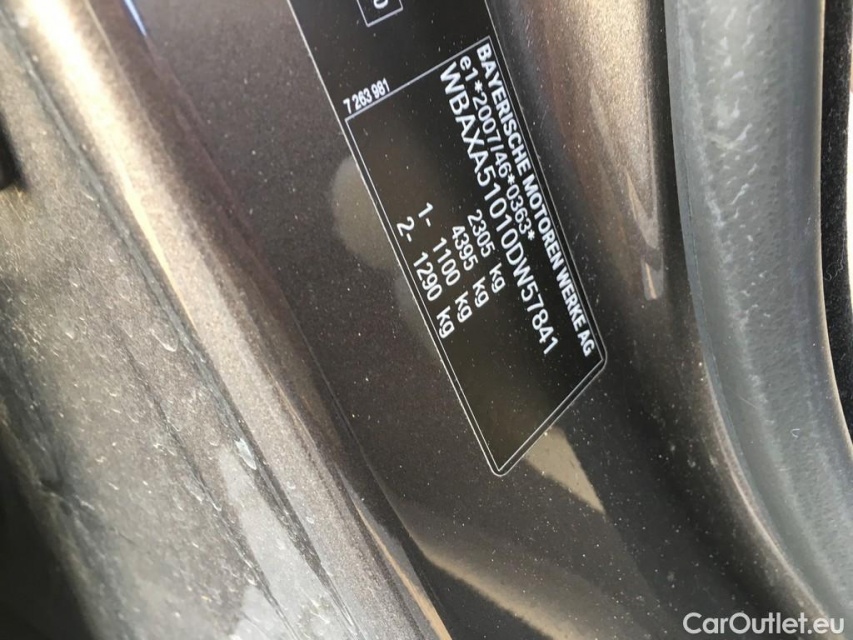 BAYERISCHE MOTOREN WERKE AG
e1*2007/46*0363*
WBAXA51010DW57841
2305 kg
4395 kg
1- 1100 kg
2- 1290 kg
7 263 981
CarOutlet.eu